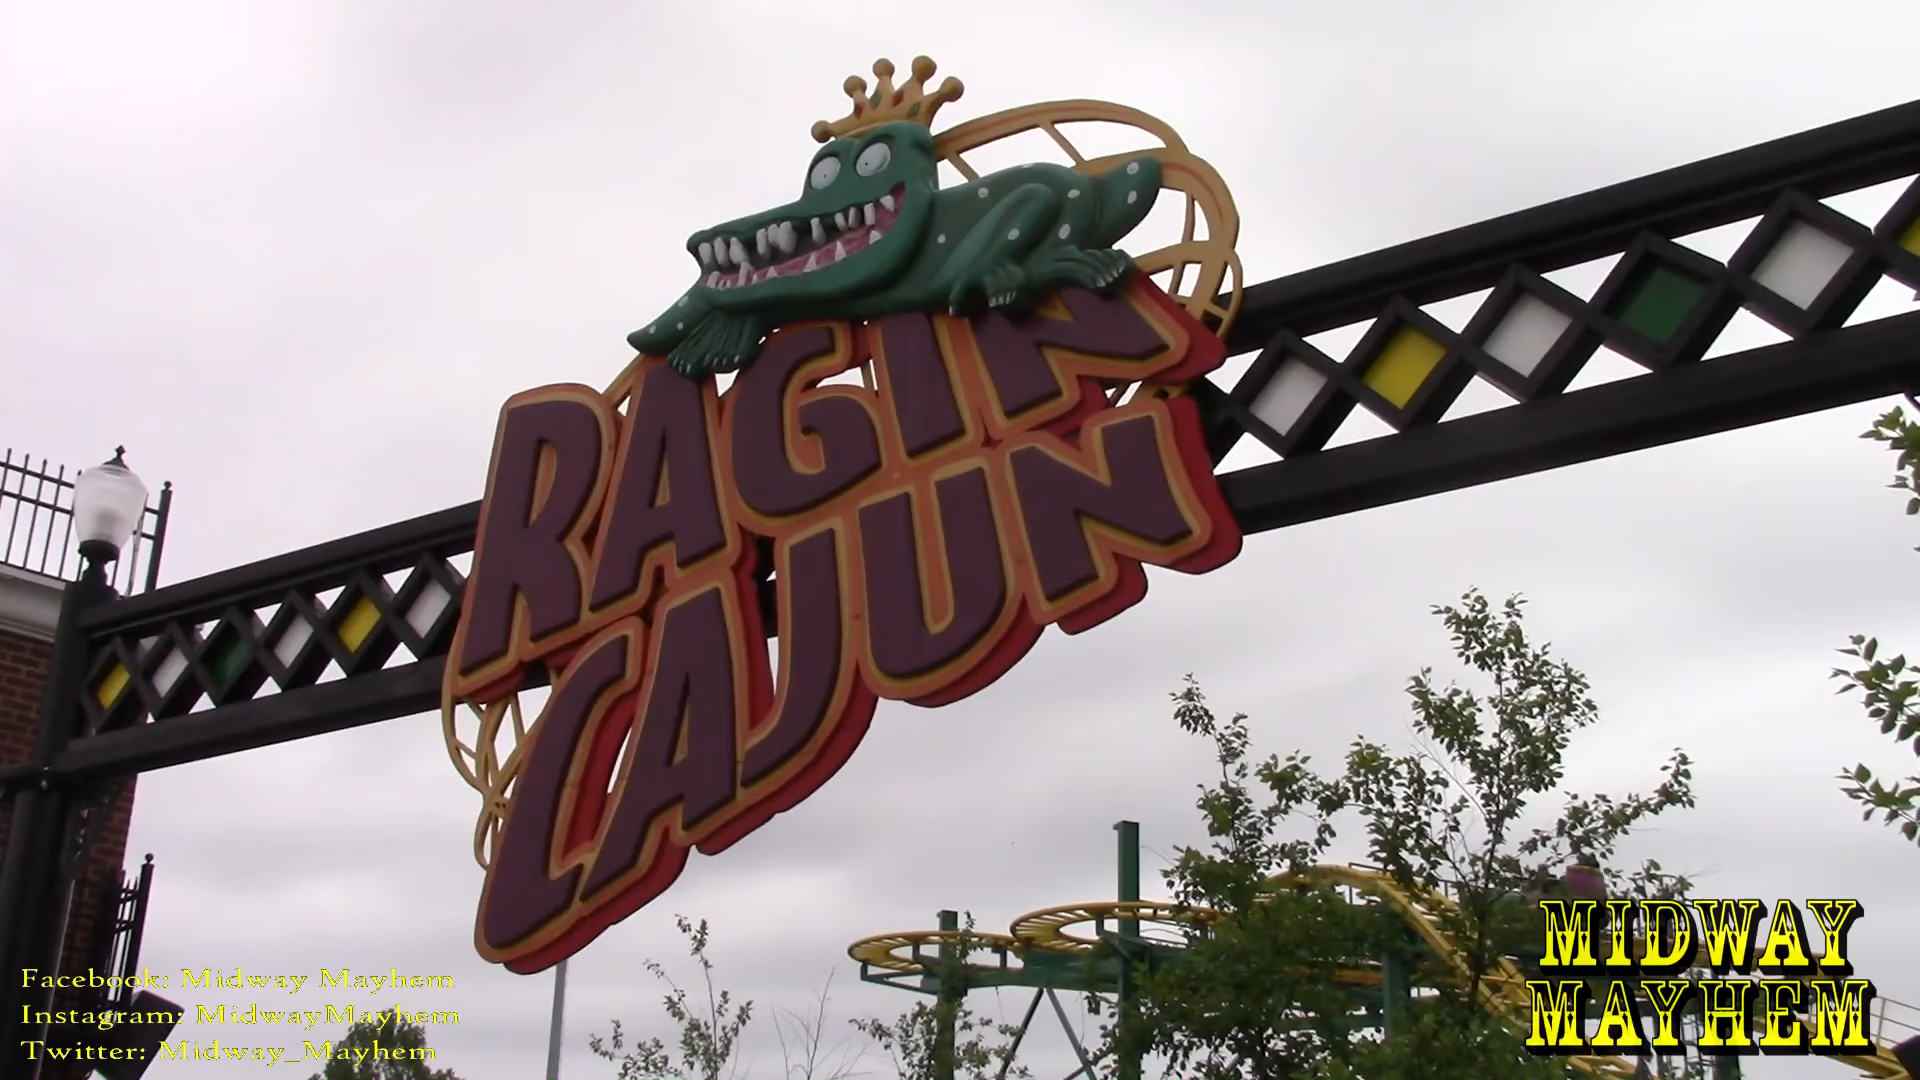 RAGIN
CAJUN
Facebook: Midway Mayhem
Instagram: MidwayMayhem
Twitter: Midway_Mayhem
MIDWAY
MAYHEM